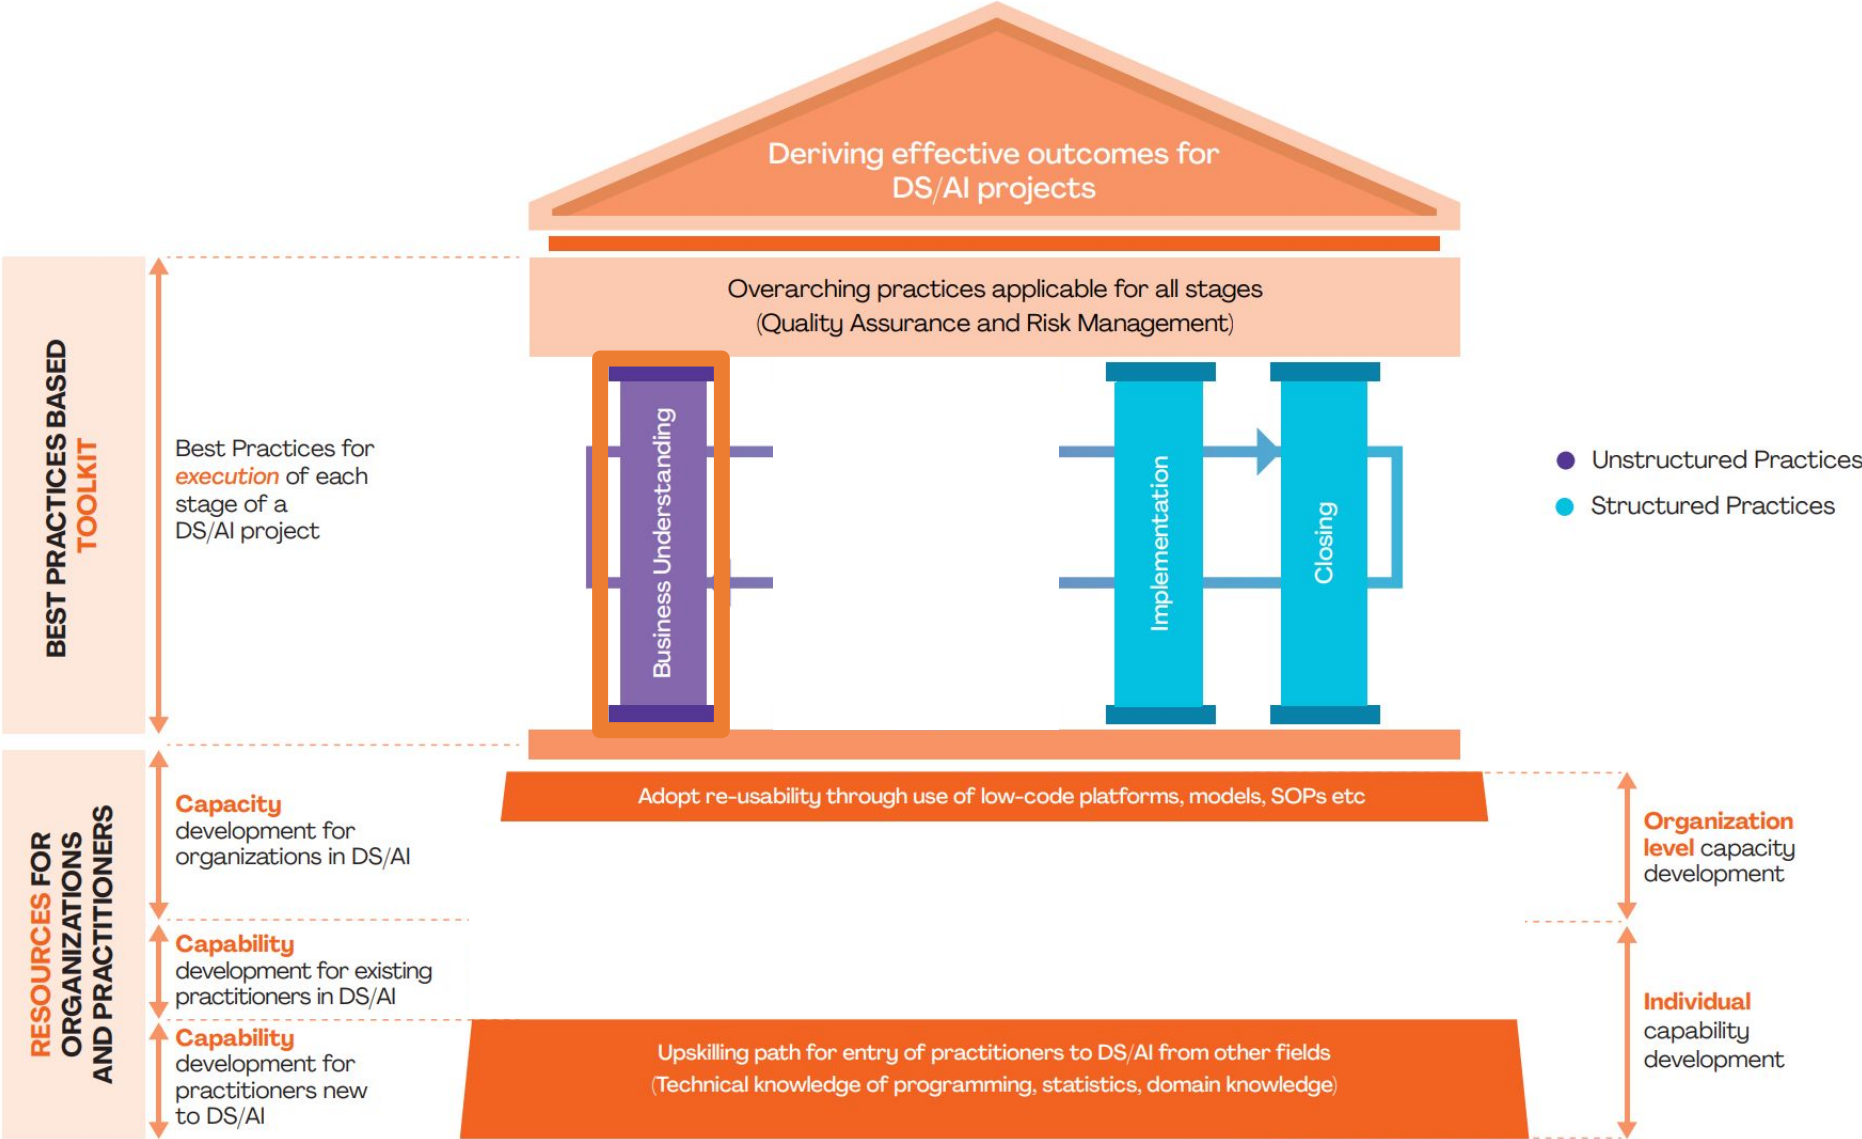 Deriving effective outcomes for
DS/AI projects
Overarching practices applicable for all stages
(Quality Assurance and Risk Management)
BEST PRACTICES BASED
TOOLKIT
Best Practices for
execution of each
stage of a
DS/AI project
Business Understanding
Implementation
Closing
Unstructured Practices
Structured Practices
RESOURCES FOR
ORGANIZATIONS
AND PRACTITIONERS
Capacity
development for
organizations in DS/AI
Adopt re-usability through use of low-code platforms, models, SOPs etc
Organization
level capacity
development
Capability
development for existing
practitioners in DS/AI
Capability
development for
practitioners new
to DS/AI
Upskilling path for entry of practitioners to DS/AI from other fields
(Technical knowledge of programming, statistics, domain knowledge)
Individual
capability
development